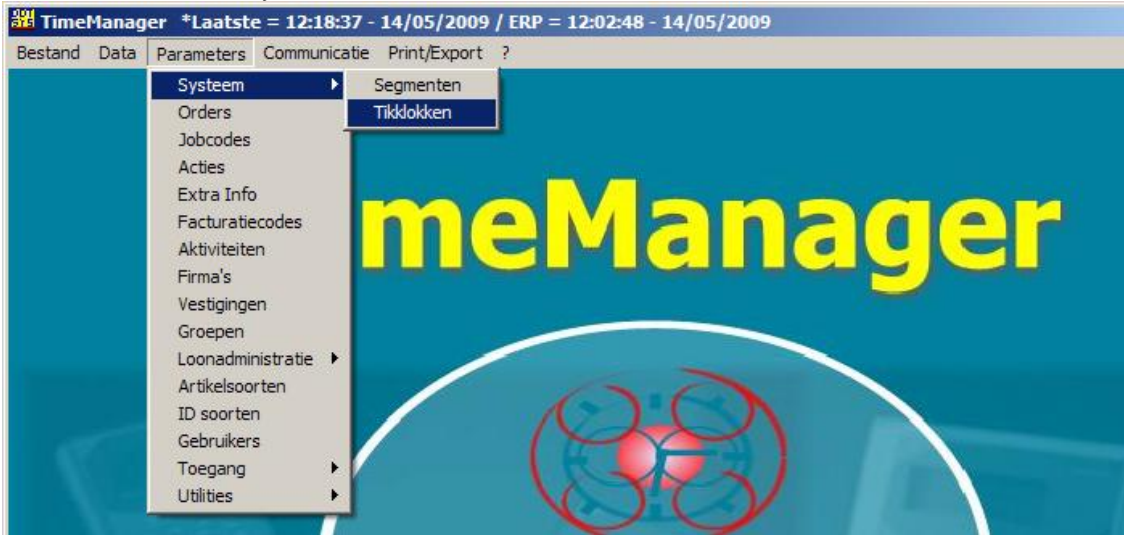 TimeManager *Laatste = 12:18:37 - 14/05/2009 / ERP = 12:02:48 - 14/05/2009
Bestand Data Parameters Communicatie Print/Export ?
Systeem
Segmenten
Tikklokken
Orders
Jobcodes
Acties
Extra Info
Facturatiecodes
Aktiviteiten
Firma's
Vestigingen
Groepen
Loonadministratie
Artikelsoorten
ID soorten
Gebruikers
Toegang
Utilities
meManager